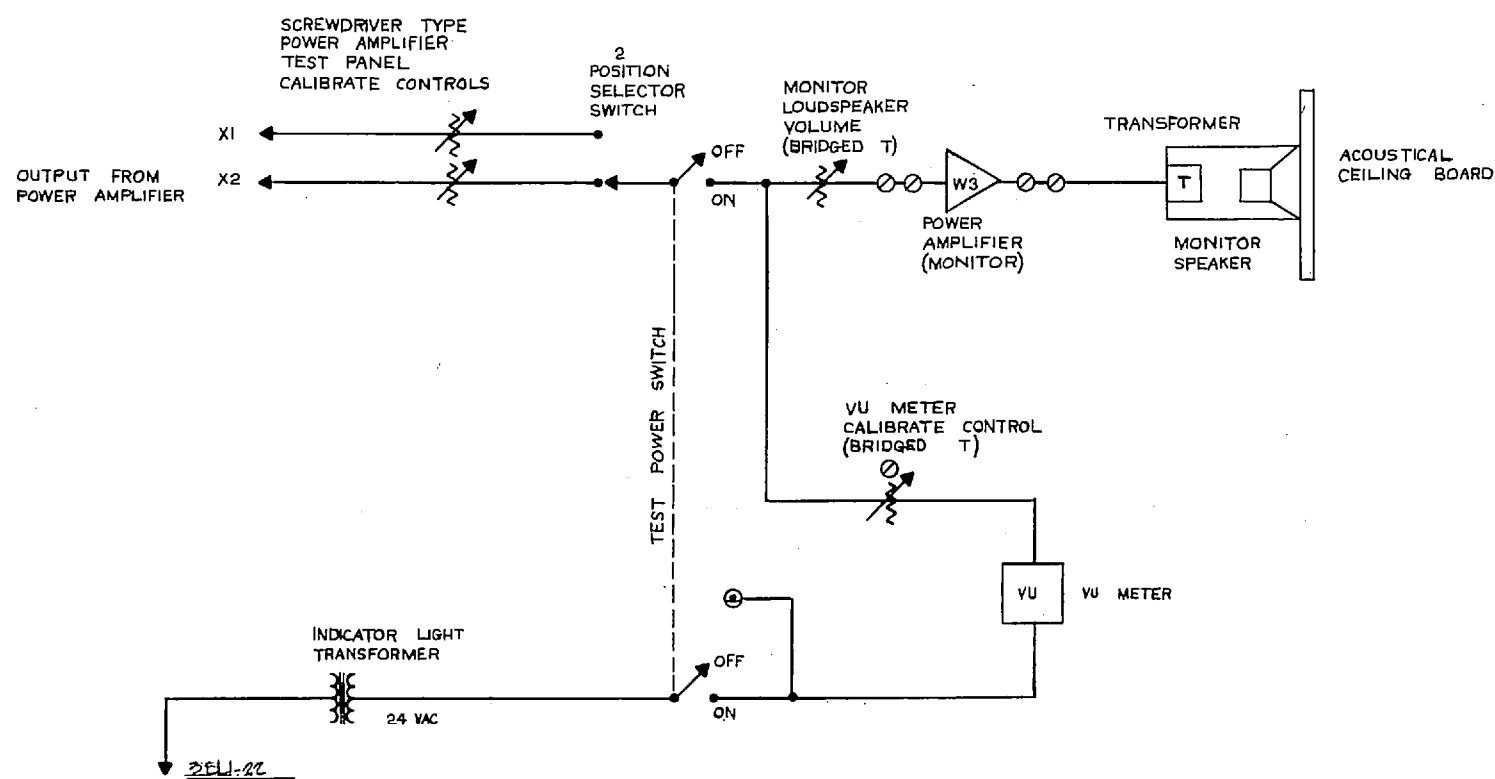 SCREWDRIVER TYPE
POWER AMPLIFIER
TEST PANEL
CALIBRATE CONTROLS
2
POSITION
SELECTOR
SWITCH
MONITOR
LOUDSPEAKER
VOLUME
(BRIDGED T)
TRANSFORMER
ACOUSTICAL
CEILING BOARD
X1
X2
OUTPUT FROM
POWER AMPLIFIER
OFF
ON
W3
T
POWER
AMPLIFIER
(MONITOR)
MONITOR
SPEAKER
TEST POWER SWITCH
VU METER
CALIBRATE CONTROL
(BRIDGED T)
VU
VU METER
INDICATOR LIGHT
TRANSFORMER
24 VAC
OFF
ON